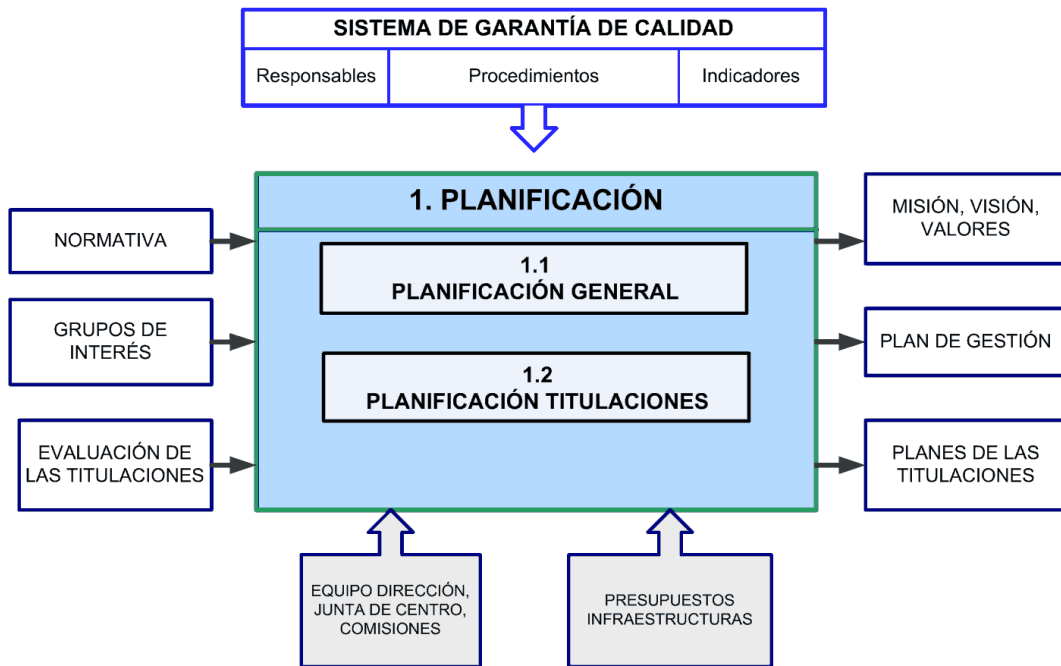 SISTEMA DE GARANTÍA DE CALIDAD
Responsables
Procedimientos
Indicadores
1. PLANIFICACIÓN
NORMATIVA
GRUPOS DE
INTERÉS
EVALUACIÓN DE
LAS TITULACIONES
1.1
PLANIFICACIÓN GENERAL
1.2
PLANIFICACIÓN TITULACIONES
MISIÓN, VISIÓN,
VALORES
PLAN DE GESTIÓN
PLANES DE LAS
TITULACIONES
EQUIPO DIRECCIÓN,
JUNTA DE CENTRO,
COMISIONES
PRESUPUESTOS
INFRAESTRUCTURAS